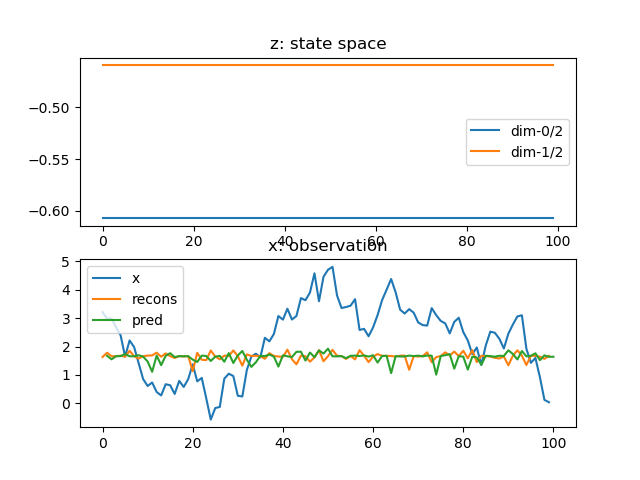 z: state space
−0.50
−0.55
−0.60
dim-0/2
dim-1/2
0 20 40 60 80 100
x: observation
5
4
3
2
1
0
x
recons
pred
0 20 40 60 80 100